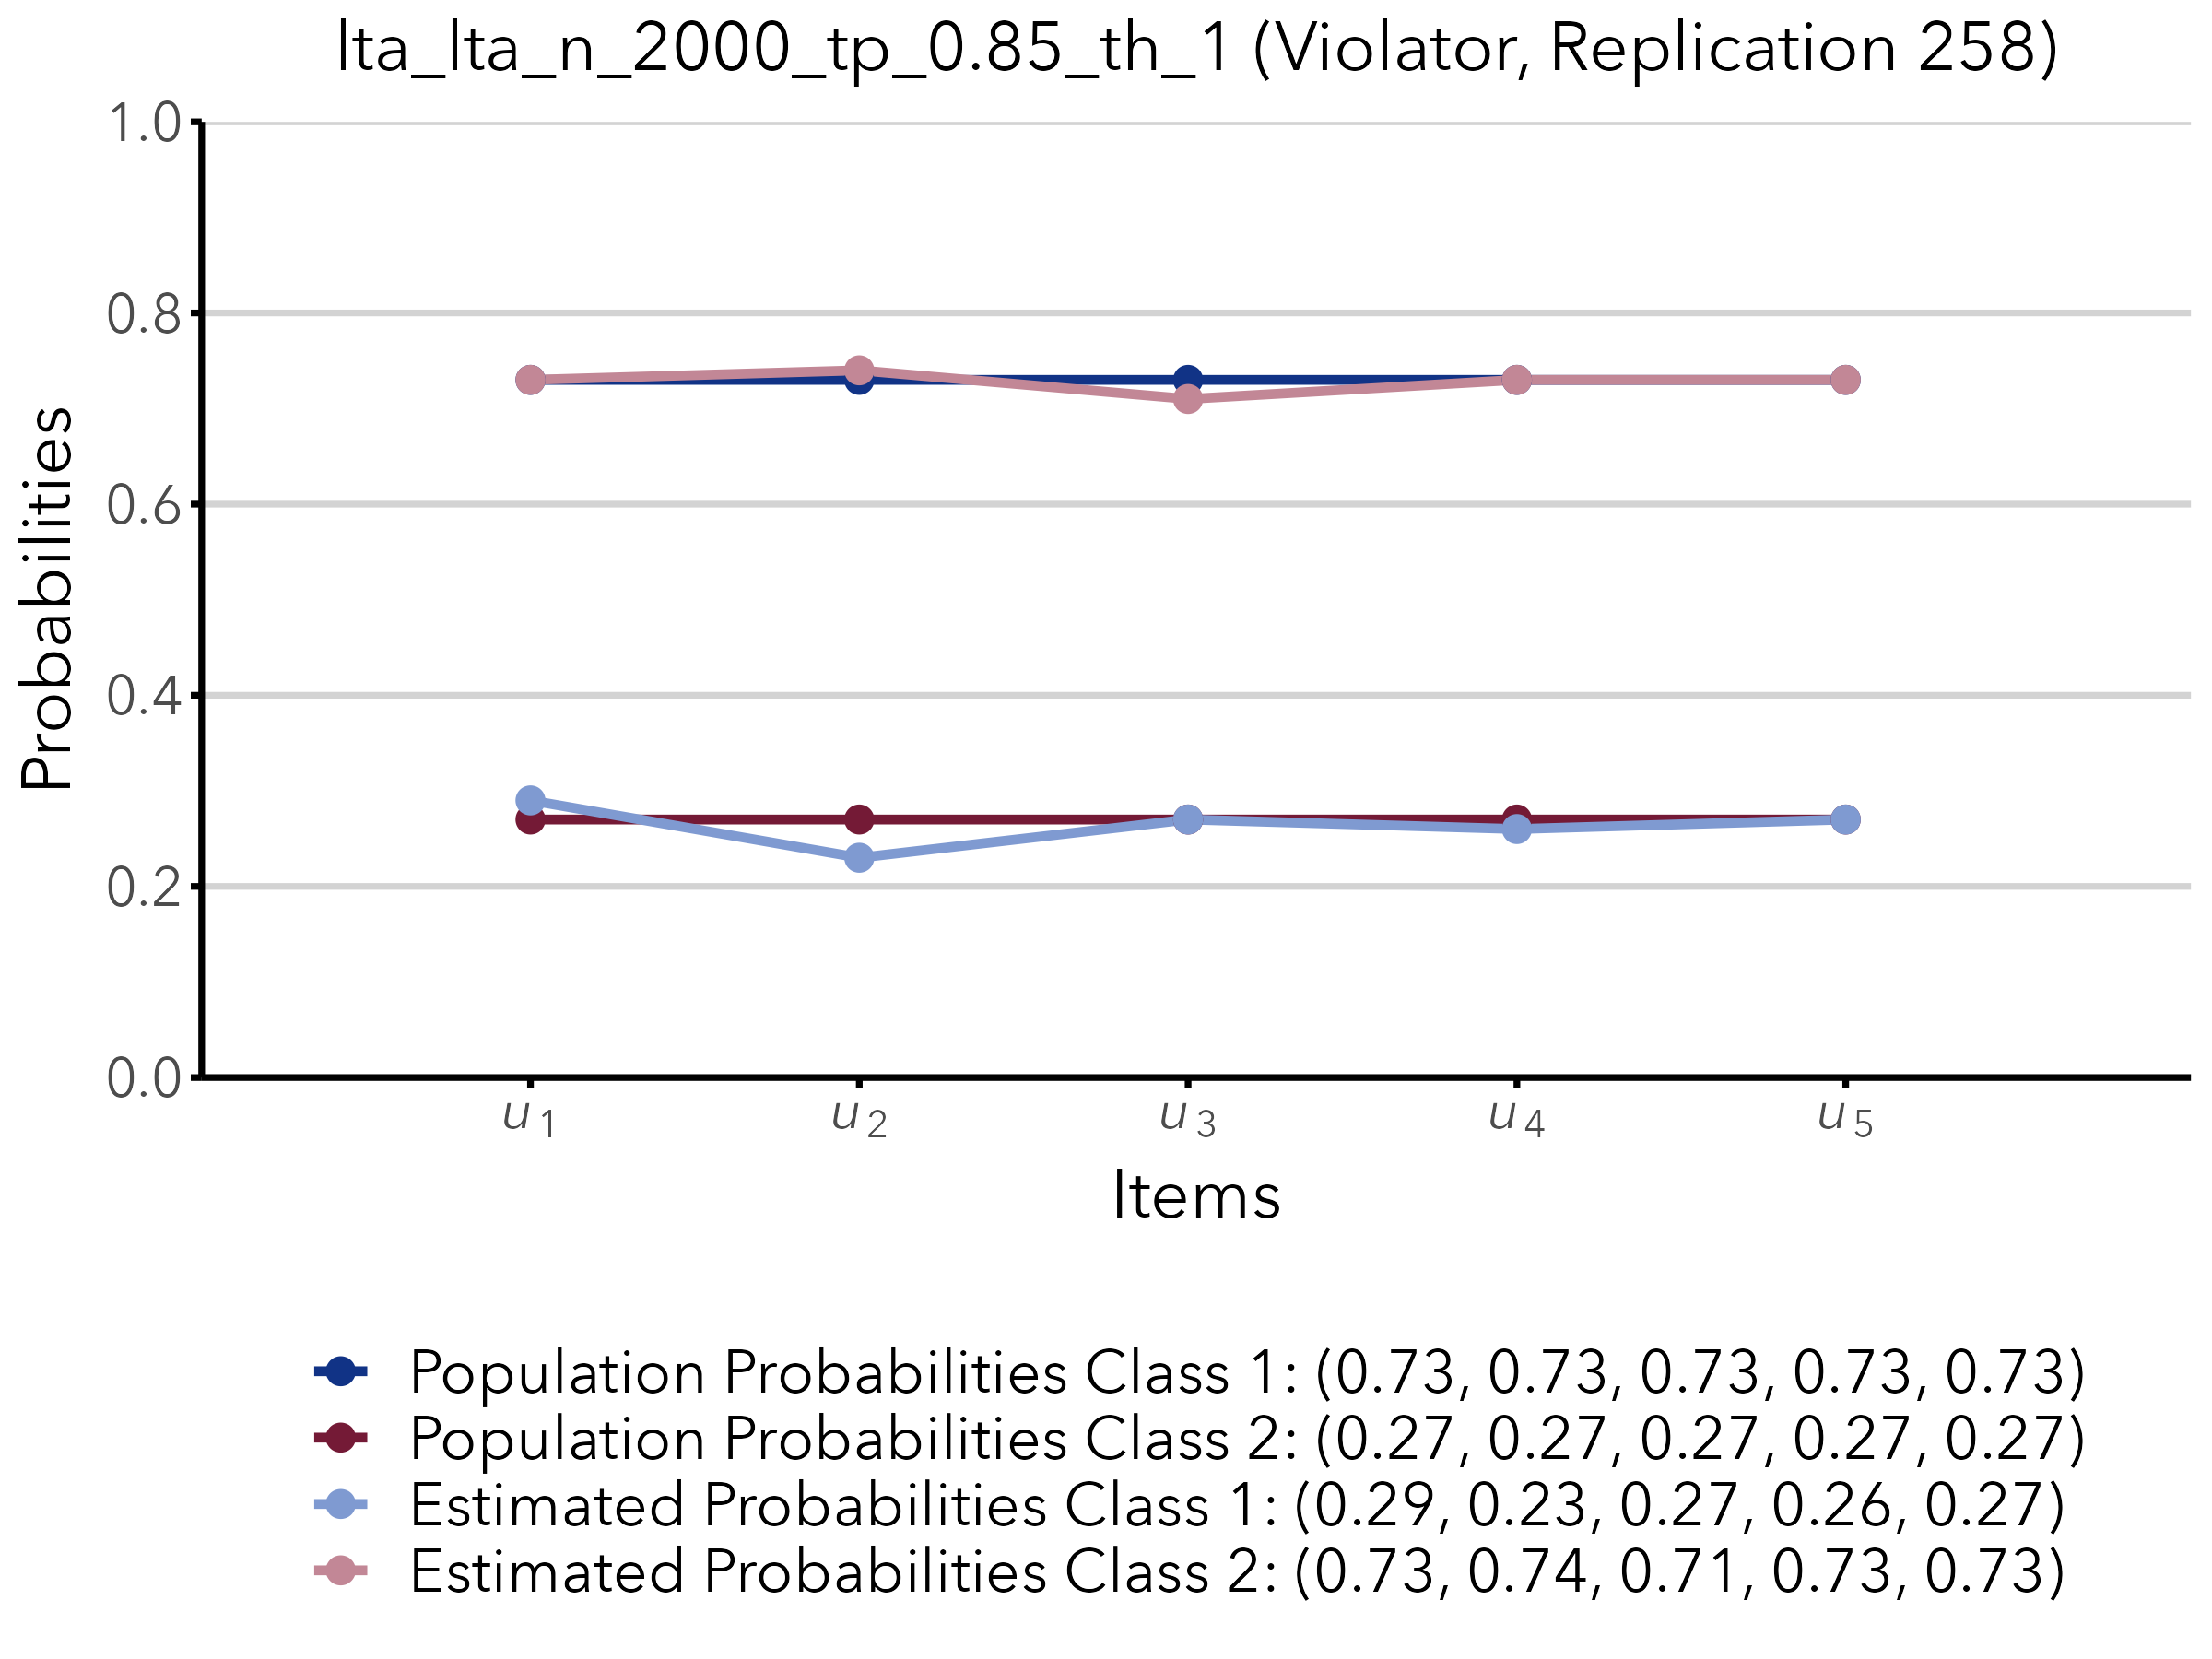 lta_lta_n_2000_tp_0.85_th_1 (Violator, Replication 258)
1.0
0.8
0.6
0.4
0.2
0.0
Probabilities
u1 u2 u3 u4 u5
Items
Population Probabilities Class 1: (0.73, 0.73, 0.73, 0.73, 0.73)
Population Probabilities Class 2: (0.27, 0.27, 0.27, 0.27, 0.27)
Estimated Probabilities Class 1: (0.29, 0.23, 0.27, 0.26, 0.27)
Estimated Probabilities Class 2: (0.73, 0.74, 0.71, 0.73, 0.73)